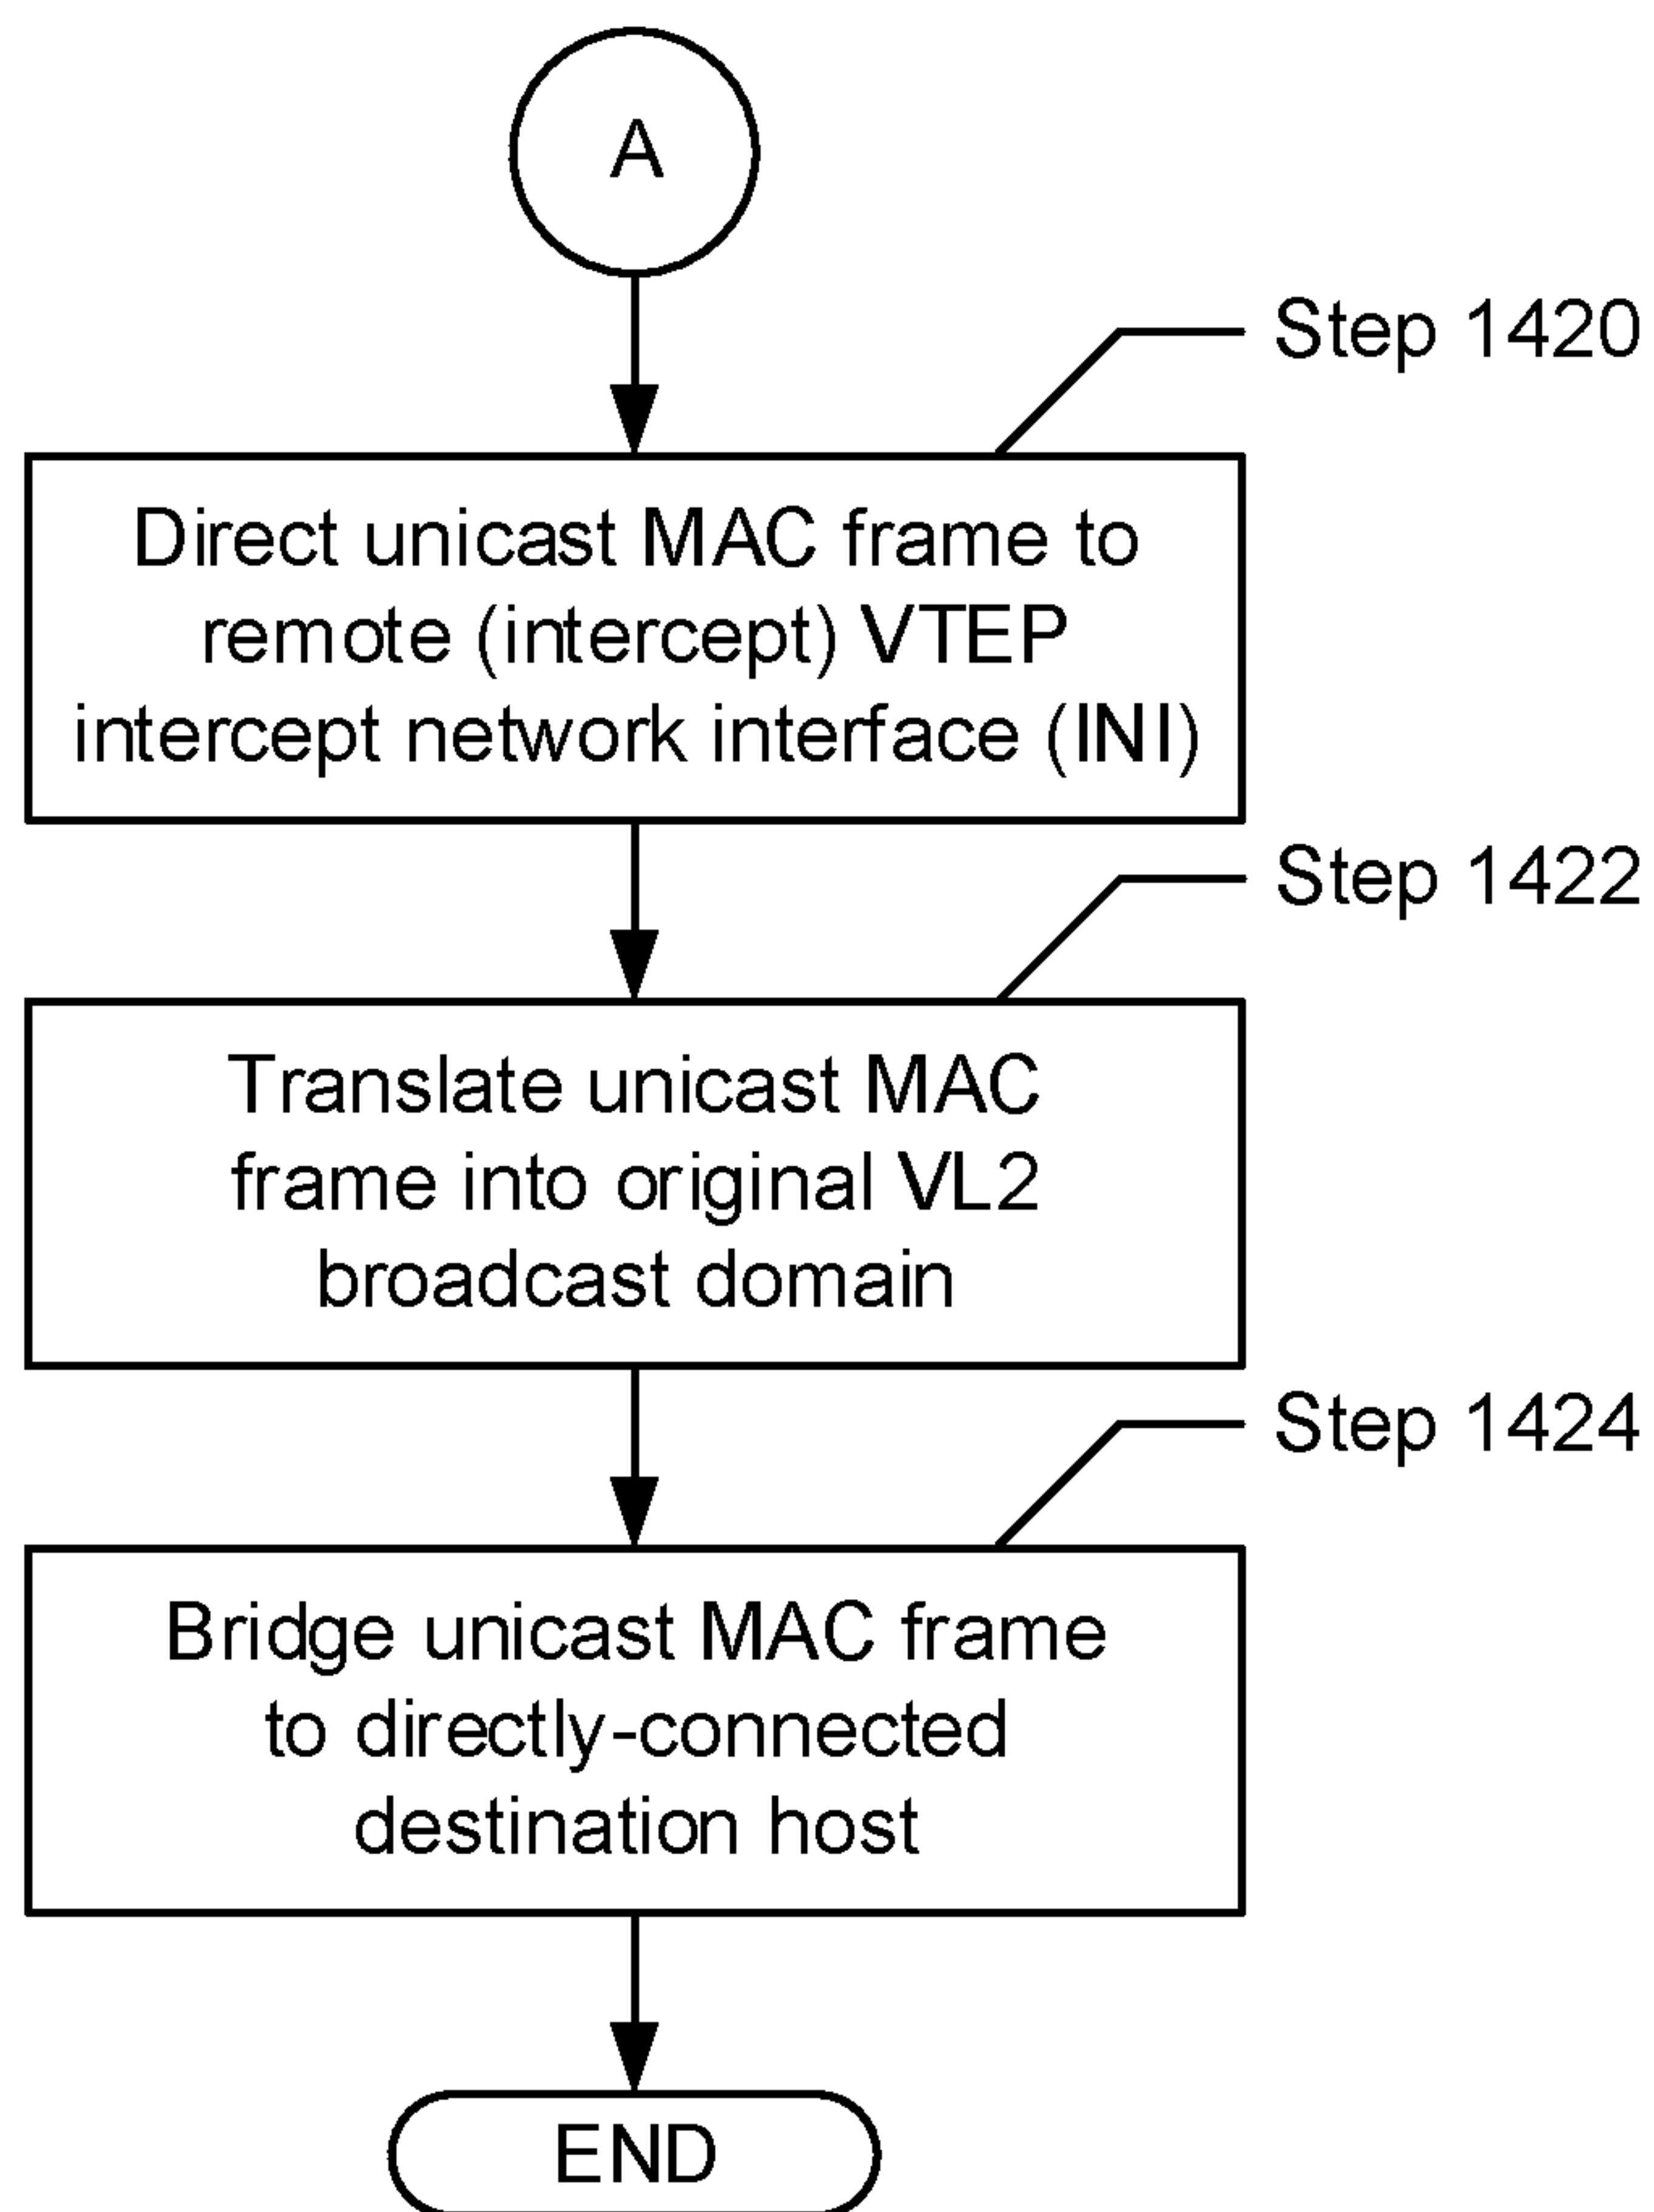 A
Step 1420
Direct unicast MAC frame to
remote (intercept) VTEP
intercept network interface (INI)
Step 1422
Translate unicast MAC
frame into original VL2
broadcast domain
Step 1424
Bridge unicast MAC frame
to directly-connected
destination host
END